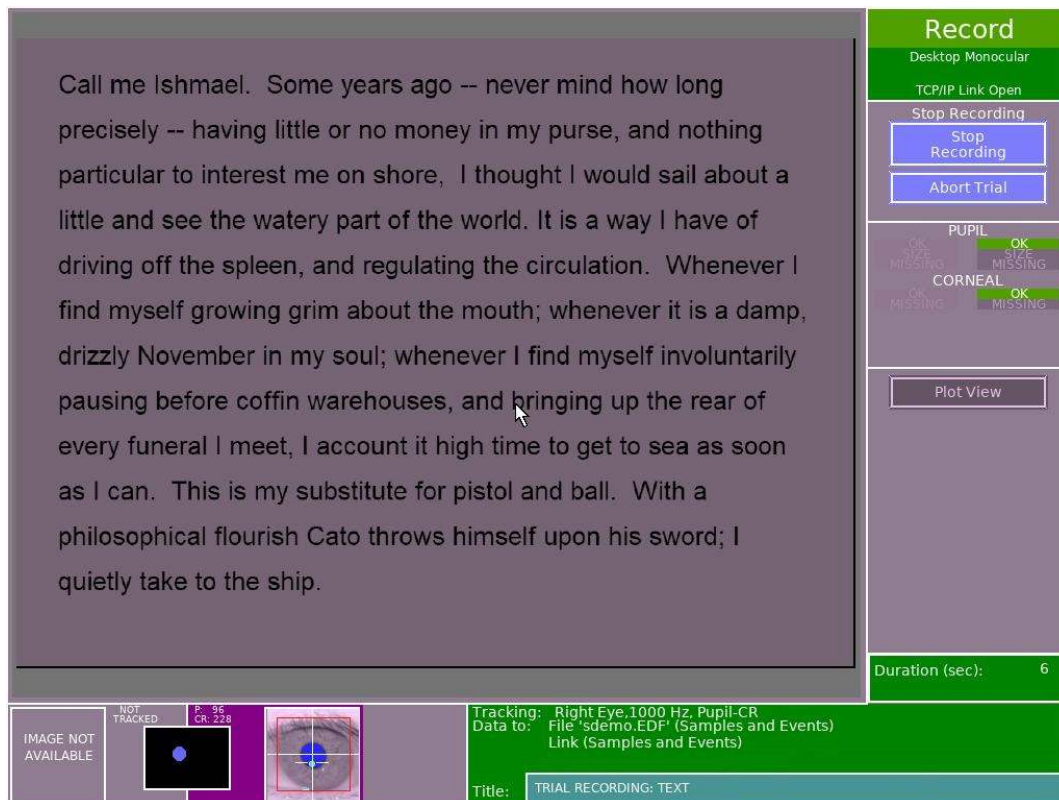 Call me Ishmael.  Some years ago -- never mind how long
precisely -- having little or no money in my purse, and nothing
particular to interest me on shore,  I thought I would sail about a
little and see the watery part of the world. It is a way I have of
driving off the spleen, and regulating the circulation.  Whenever I
find myself growing grim about the mouth; whenever it is a damp,
drizzly November in my soul; whenever I find myself involuntarily
pausing before coffin warehouses, and bringing up the rear of
every funeral I meet, I account it high time to get to sea as soon
as I can.  This is my substitute for pistol and ball.  With a
philosophical flourish Cato throws himself upon his sword; I
quietly take to the ship.
Record
Desktop Monocular
TCP/IP Link Open
Stop Recording
Stop
Recording
Abort Trial
PUPIL
OK OK
SIZE SIZE
MISSING MISSING
CORNEAL
OK OK
MISSING MISSING
Plot View
Duration (sec): 6
IMAGE NOT
AVAILABLE
NOT
TRACKED
P: 96
CR: 228
Tracking: Right Eye,1000 Hz, Pupil-CR
Data to: File 'sdemo.EDF' (Samples and Events)
Link (Samples and Events)
Title: TRIAL RECORDING: TEXT